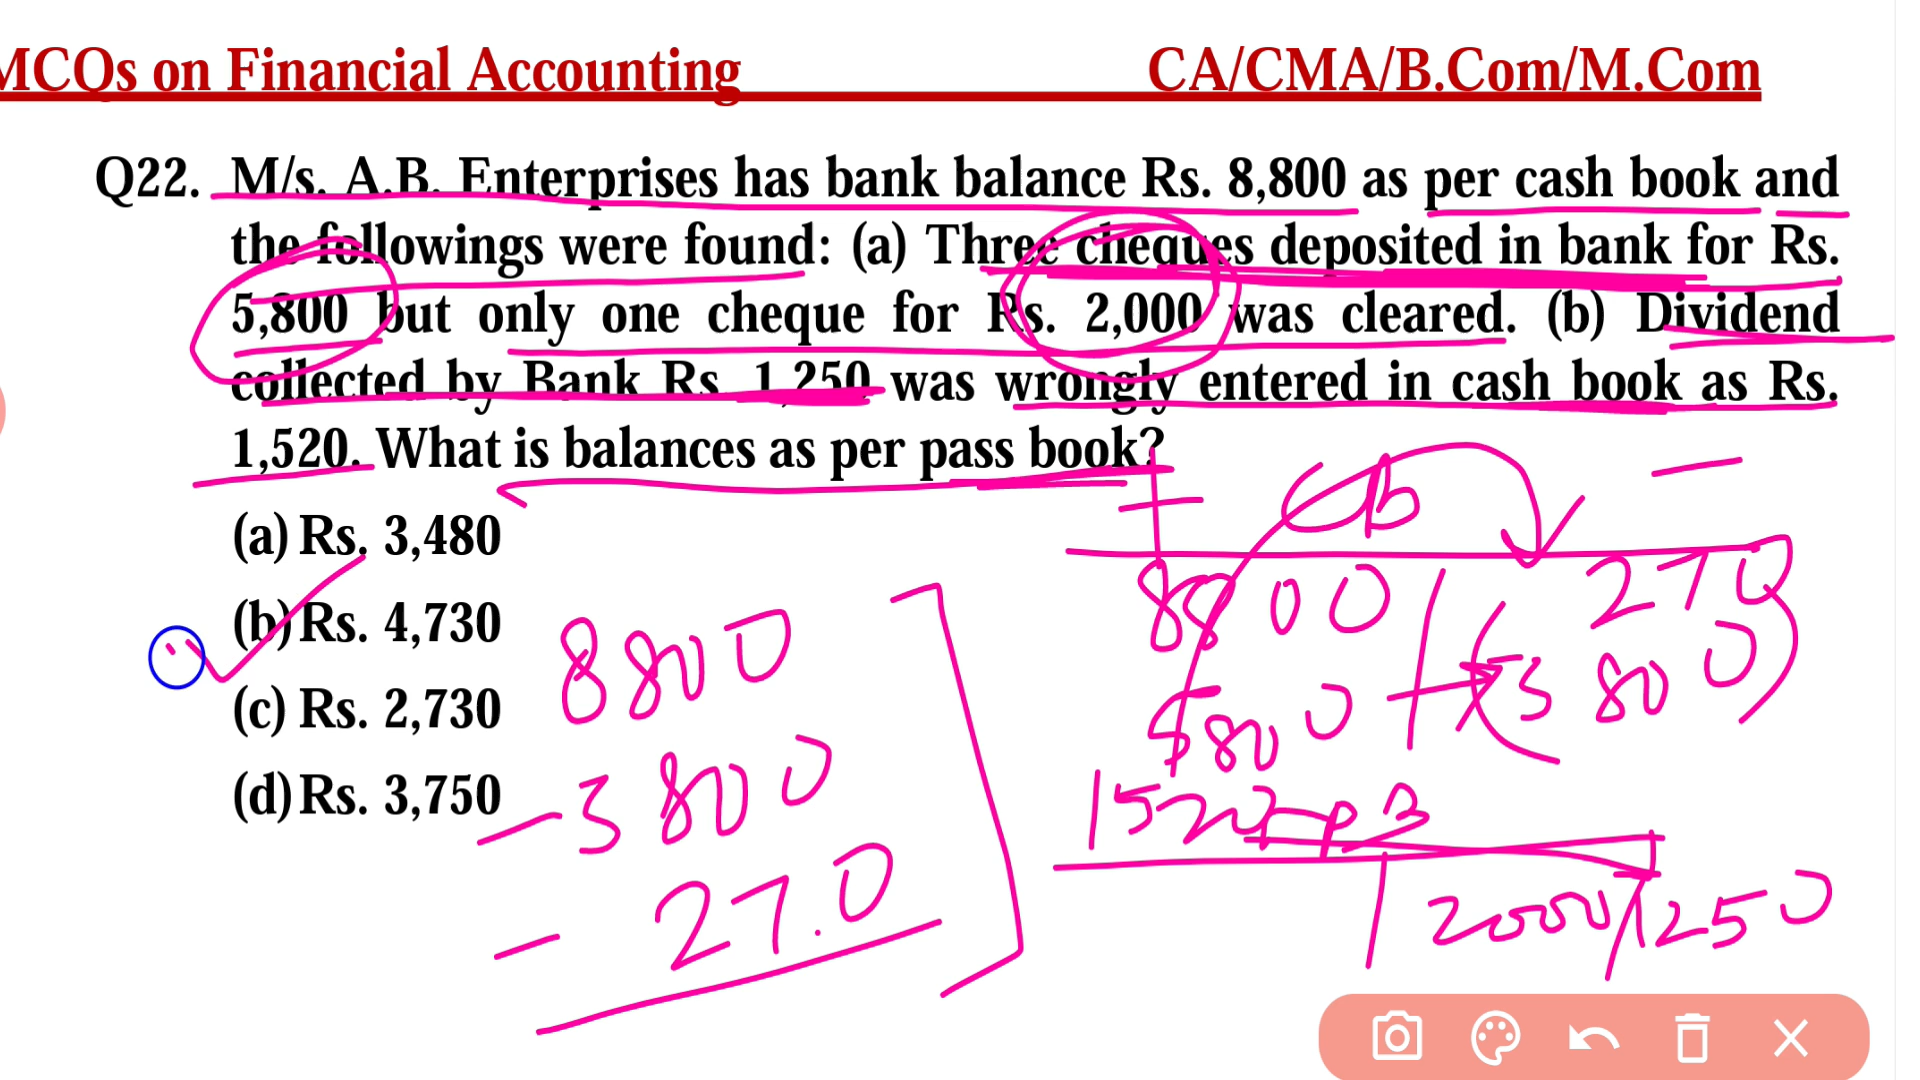 MCQs on Financial Accounting CA/CMA/B.Com/M.Com
Q22. M/s. A.B. Enterprises has bank balance Rs. 8,800 as per cash book and
the followings were found: (a) Three cheques deposited in bank for Rs.
5,800 but only one cheque for Rs. 2,000 was cleared. (b) Dividend
collected by Bank Rs. 1,250 was wrongly entered in cash book as Rs.
1,520. What is balances as per pass book?
(a) Rs. 3,480
(b) Rs. 4,730
(c) Rs. 2,730
(d) Rs. 3,750
+ Cb -
8800 270
5800 (3800)
1520 PB
2000 1250
8800
- 3800
- 270